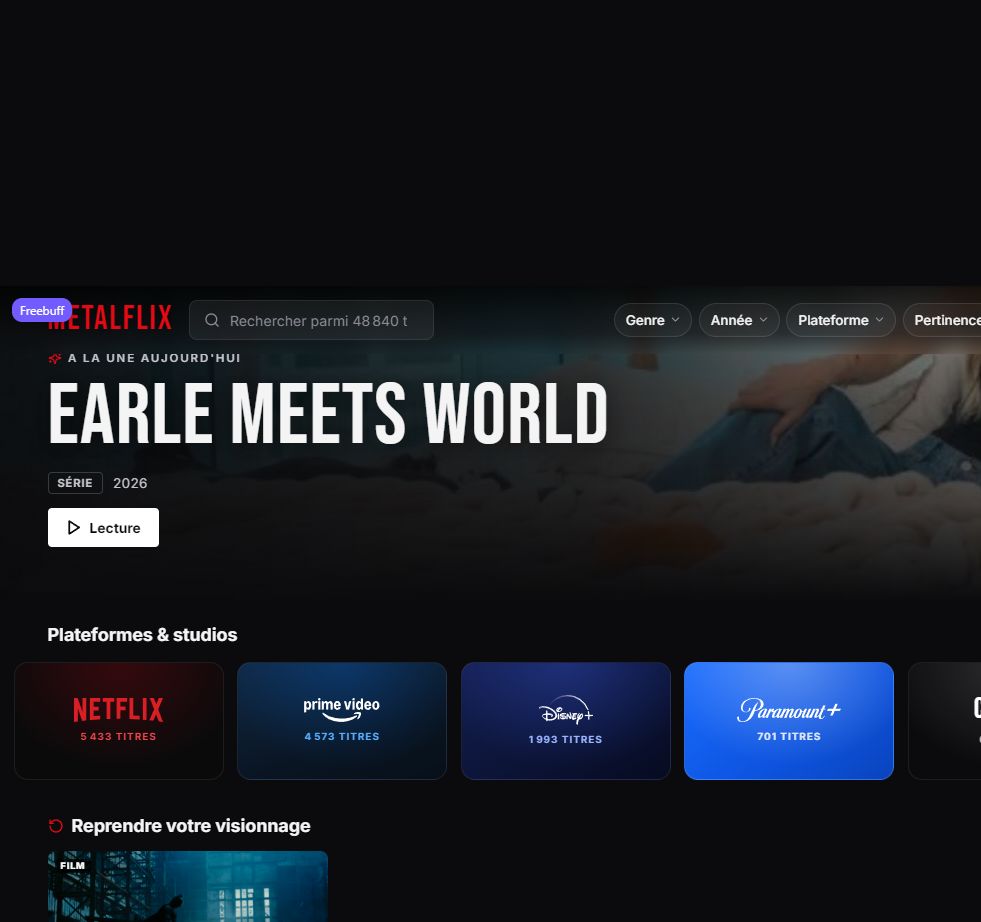 Freebuff
METALFLIX
Rechercher parmi 48 840 t
Genre
Année
Plateforme
Pertinence
A LA UNE AUJOURD'HUI
EARLE MEETS WORLD
SÉRIE 2026
Lecture
Plateformes & studios
NETFLIX
5 433 TITRES
prime video
4 573 TITRES
Disney+
1 993 TITRES
Paramount+
701 TITRES
Reprendre votre visionnage
FILM